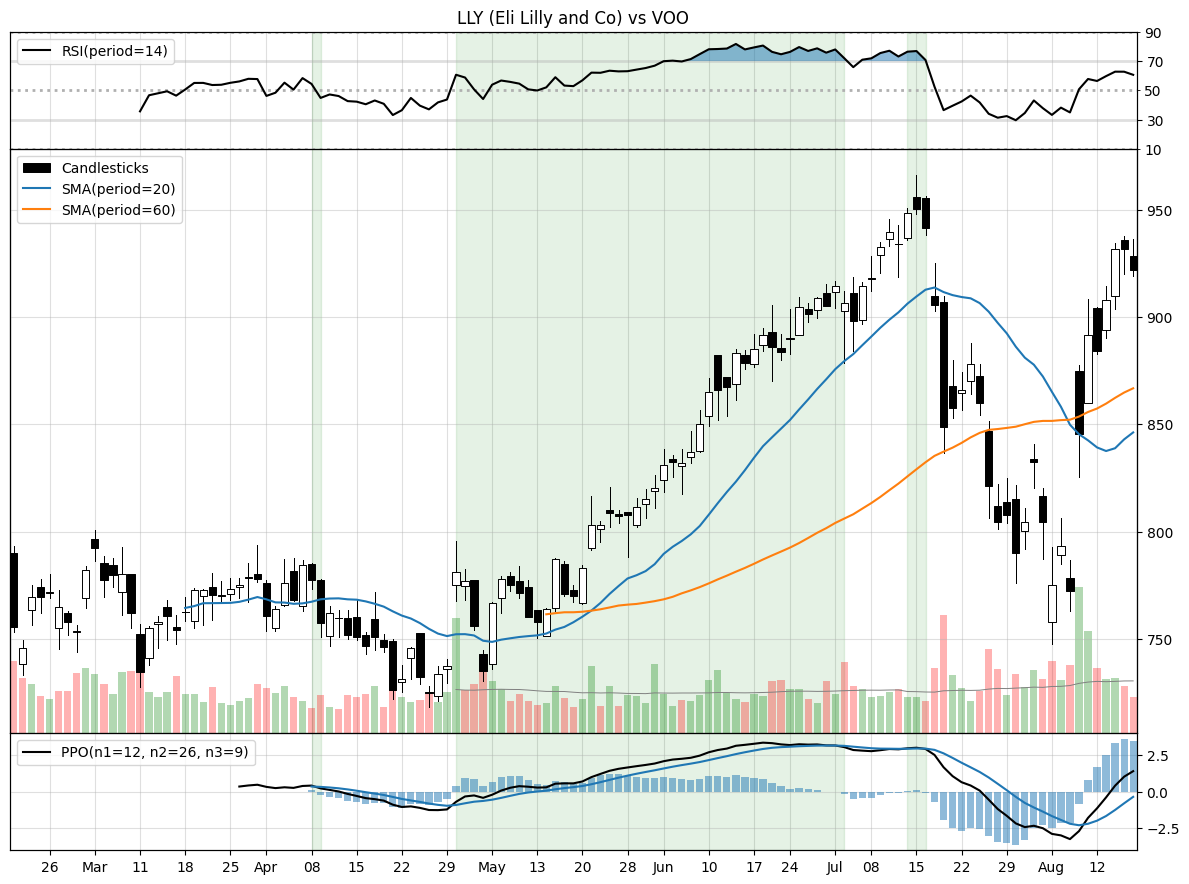 LLY (Eli Lilly and Co) vs VOO
RSI(period=14)
90
70
50
30
10
Candlesticks
SMA(period=20)
SMA(period=60)
950
900
850
800
750
PPO(n1=12, n2=26, n3=9)
2.5
0.0
−2.5
26 Mar 11 18 25 Apr 08 15 22 29 May 13 20 28 Jun 10 17 24 Jul 08 15 22 29 Aug 12